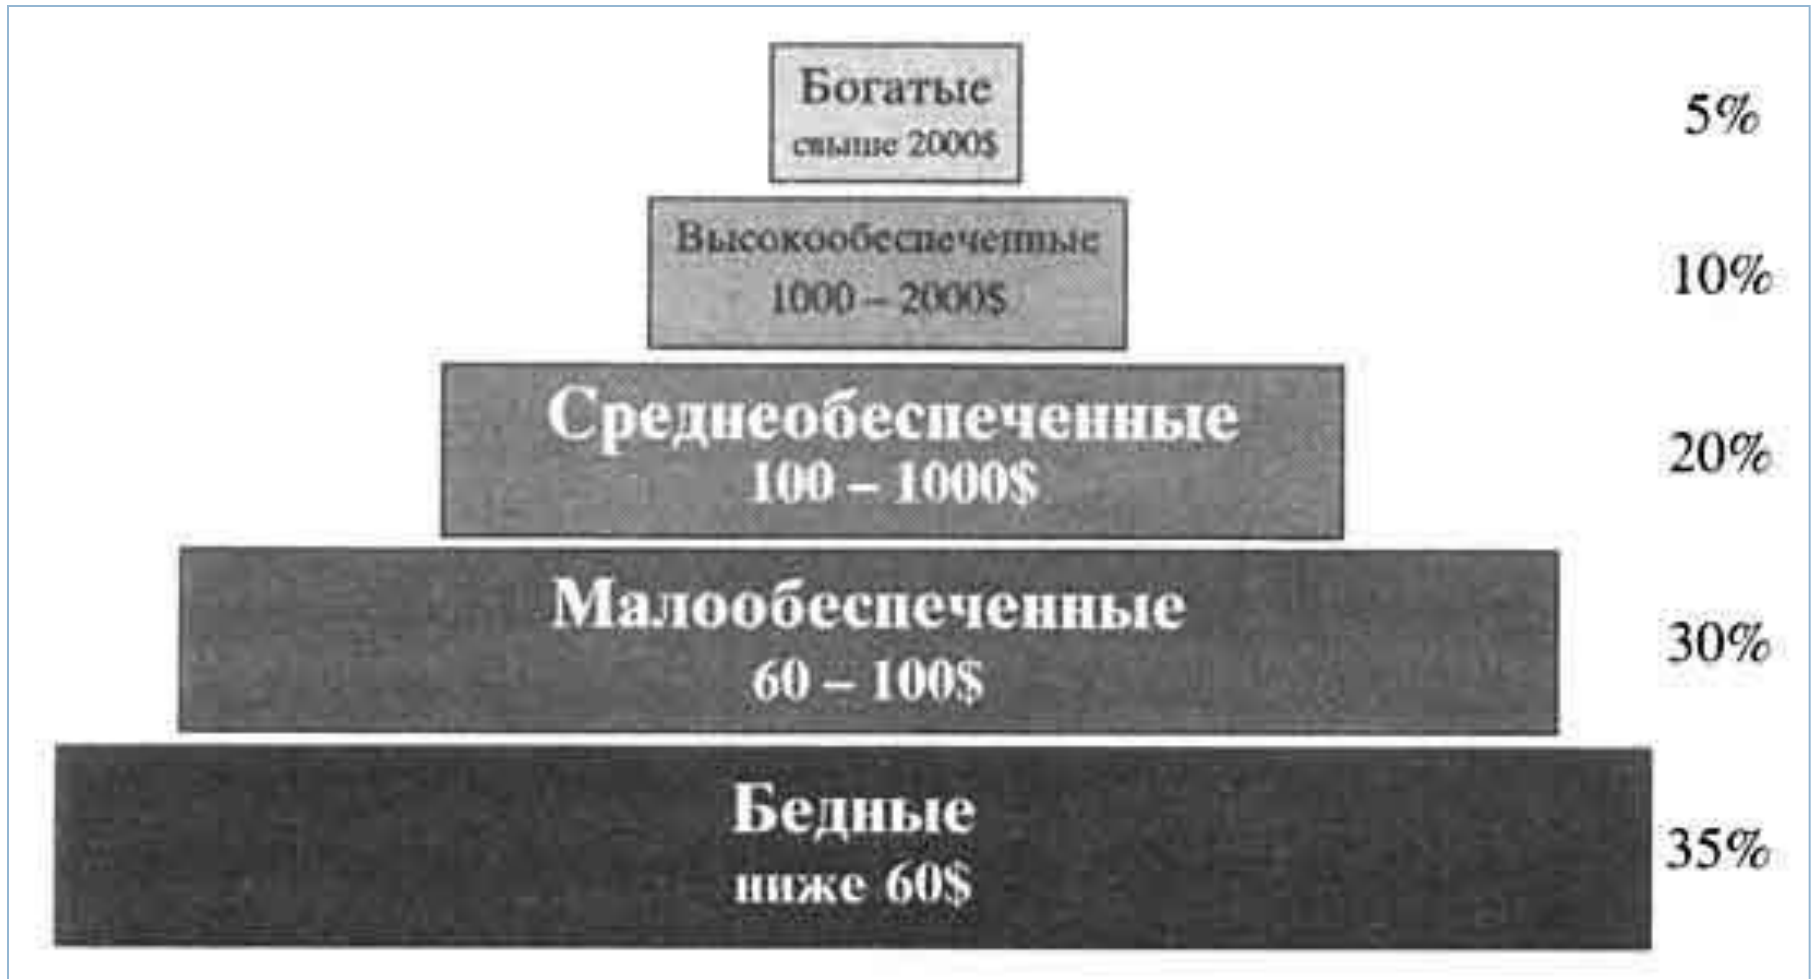 Богатые
свыше 2000$
5%
Высокообеспеченные
1000 – 2000$
10%
Среднеобеспеченные
100 – 1000$
20%
Малообеспеченные
60 – 100$
30%
Бедные
ниже 60$
35%